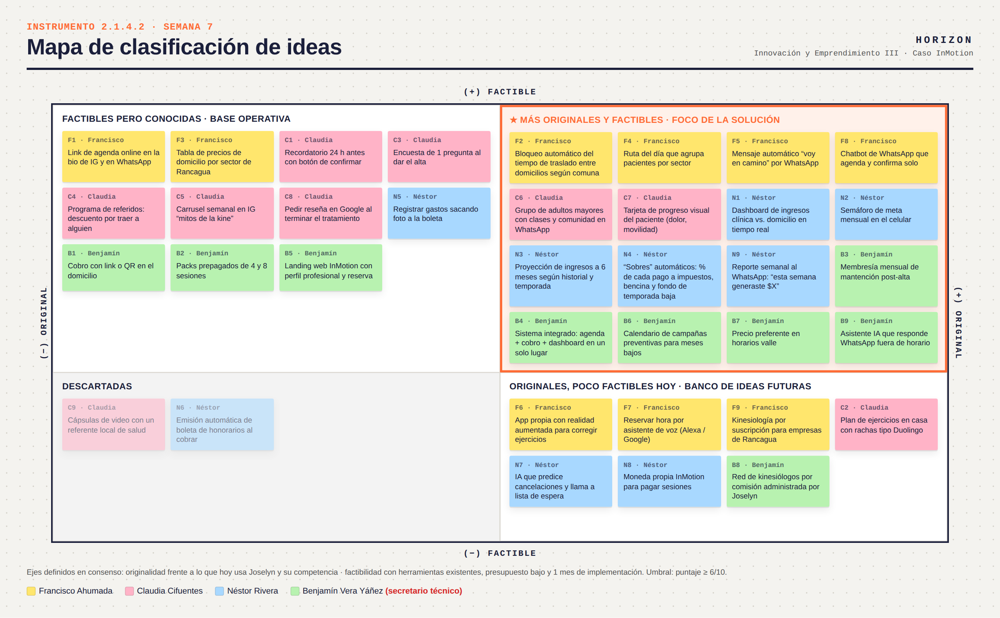 INSTRUMENTO 2.1.4.2 · SEMANA 7
Mapa de clasificación de ideas
HORIZON
Innovación y Emprendimiento III · Caso InMotion
(+) FACTIBLE
(−) ORIGINAL
FACTIBLES PERO CONOCIDAS · BASE OPERATIVA
F1 · Francisco
Link de agenda online en la
bio de IG y en WhatsApp
F3 · Francisco
Tabla de precios de
domicilio por sector de
Rancagua
C1 · Claudia
Recordatorio 24 h antes
con botón de confirmar
C3 · Claudia
Encuesta de 1 pregunta al
dar el alta
C4 · Claudia
Programa de referidos:
descuento por traer a
alguien
C5 · Claudia
Carrusel semanal en IG
“mitos de la kine”
C8 · Claudia
Pedir reseña en Google al
terminar el tratamiento
N5 · Néstor
Registrar gastos sacando
foto a la boleta
B1 · Benjamín
Cobro con link o QR en el
domicilio
B2 · Benjamín
Packs prepagados de 4 y 8
sesiones
B5 · Benjamín
Landing web InMotion con
perfil profesional y reserva
★ MÁS ORIGINALES Y FACTIBLES · FOCO DE LA SOLUCIÓN
F2 · Francisco
Bloqueo automático del
tiempo de traslado entre
domicilios según comuna
F4 · Francisco
Ruta del día que agrupa
pacientes por sector
F5 · Francisco
Mensaje automático “voy
en camino” por WhatsApp
F8 · Francisco
Chatbot de WhatsApp que
agenda y confirma solo
C6 · Claudia
Grupo de adultos mayores
con clases y comunidad en
WhatsApp
C7 · Claudia
Tarjeta de progreso visual
del paciente (dolor,
movilidad)
N1 · Néstor
Dashboard de ingresos
clínica vs. domicilio en
tiempo real
N2 · Néstor
Semáforo de meta
mensual en el celular
N3 · Néstor
Proyección de ingresos a 6
meses según historial y
temporada
N4 · Néstor
“Sobres” automáticos: %
de cada pago a impuestos,
bencina y fondo de
temporada baja
N9 · Néstor
Reporte semanal al
WhatsApp: “esta semana
generaste $X”
B3 · Benjamín
Membresía mensual de
mantención post-alta
B4 · Benjamín
Sistema integrado: agenda
+ cobro + dashboard en un
solo lugar
B6 · Benjamín
Calendario de campañas
preventivas para meses
bajos
B7 · Benjamín
Precio preferente en
horarios valle
B9 · Benjamín
Asistente IA que responde
WhatsApp fuera de horario
(+) ORIGINAL
DESCARTADAS
C9 · Claudia
Cápsulas de video con un
referente local de salud
N6 · Néstor
Emisión automática de
boleta de honorarios al
cobrar
ORIGINALES, POCO FACTIBLES HOY · BANCO DE IDEAS FUTURAS
F6 · Francisco
App propia con realidad
aumentada para corregir
ejercicios
F7 · Francisco
Reservar hora por
asistente de voz (Alexa /
Google)
F9 · Francisco
Kinesiología por
suscripción para empresas
de Rancagua
C2 · Claudia
Plan de ejercicios en casa
con rachas tipo Duolingo
N7 · Néstor
IA que predice
cancelaciones y llama a
lista de espera
N8 · Néstor
Moneda propia InMotion
para pagar sesiones
B8 · Benjamín
Red de kinesiólogos por
comisión administrada por
Joselyn
(−) FACTIBLE
Ejes definidos en consenso: originalidad frente a lo que hoy usa Joselyn y su competencia · factibilidad con herramientas existentes, presupuesto bajo y 1 mes de implementación. Umbral: puntaje ≥ 6/10.
Francisco Ahumada Claudia Cifuentes Néstor Rivera Benjamín Vera Yáñez (secretario técnico)